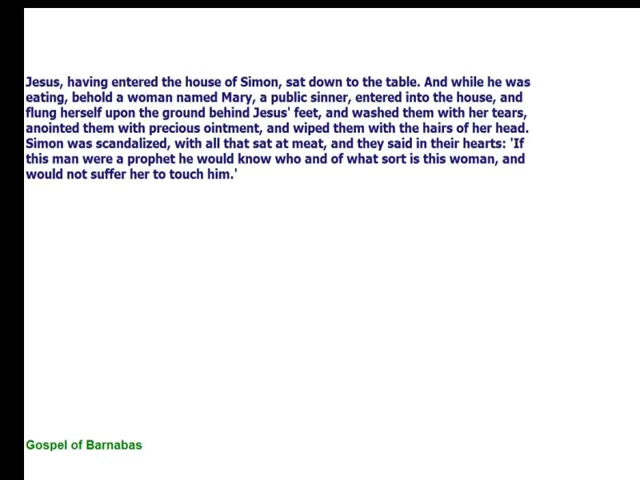 Jesus, having entered the house of Simon, sat down to the table. And while he was
eating, behold a woman named Mary, a public sinner, entered into the house, and
flung herself upon the ground behind Jesus' feet, and washed them with her tears,
anointed them with precious ointment, and wiped them with the hairs of her head.
Simon was scandalized, with all that sat at meat, and they said in their hearts: 'If
this man were a prophet he would know who and of what sort is this woman, and
would not suffer her to touch him.'
Gospel of Barnabas